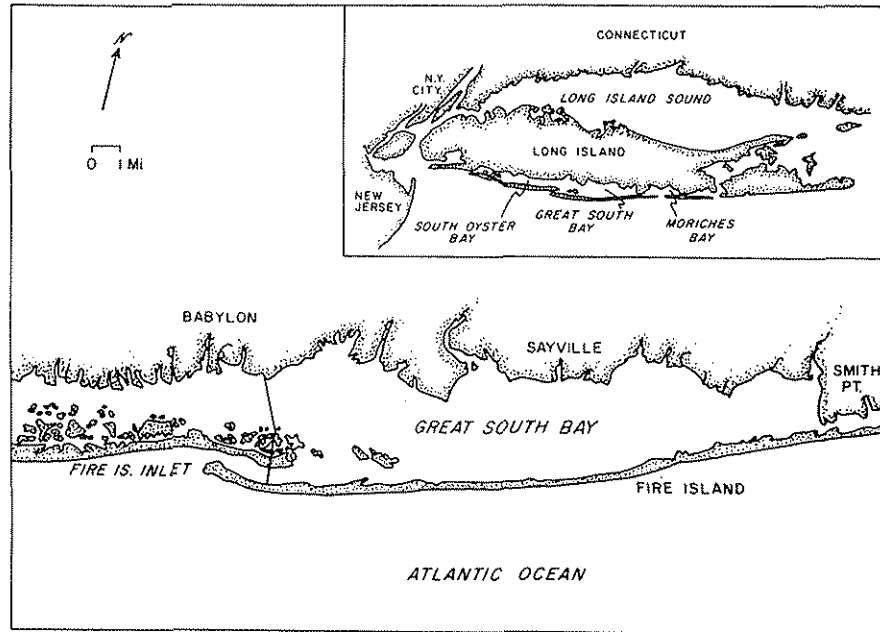 N
0 1 MI
CONNECTICUT
N.Y.
CITY
LONG ISLAND SOUND
LONG ISLAND
NEW
JERSEY
SOUTH OYSTER
BAY
GREAT SOUTH
BAY
MORICHES
BAY
BABYLON
SAYVILLE
SMITH
PT.
GREAT SOUTH BAY
FIRE IS. INLET
FIRE ISLAND
ATLANTIC OCEAN